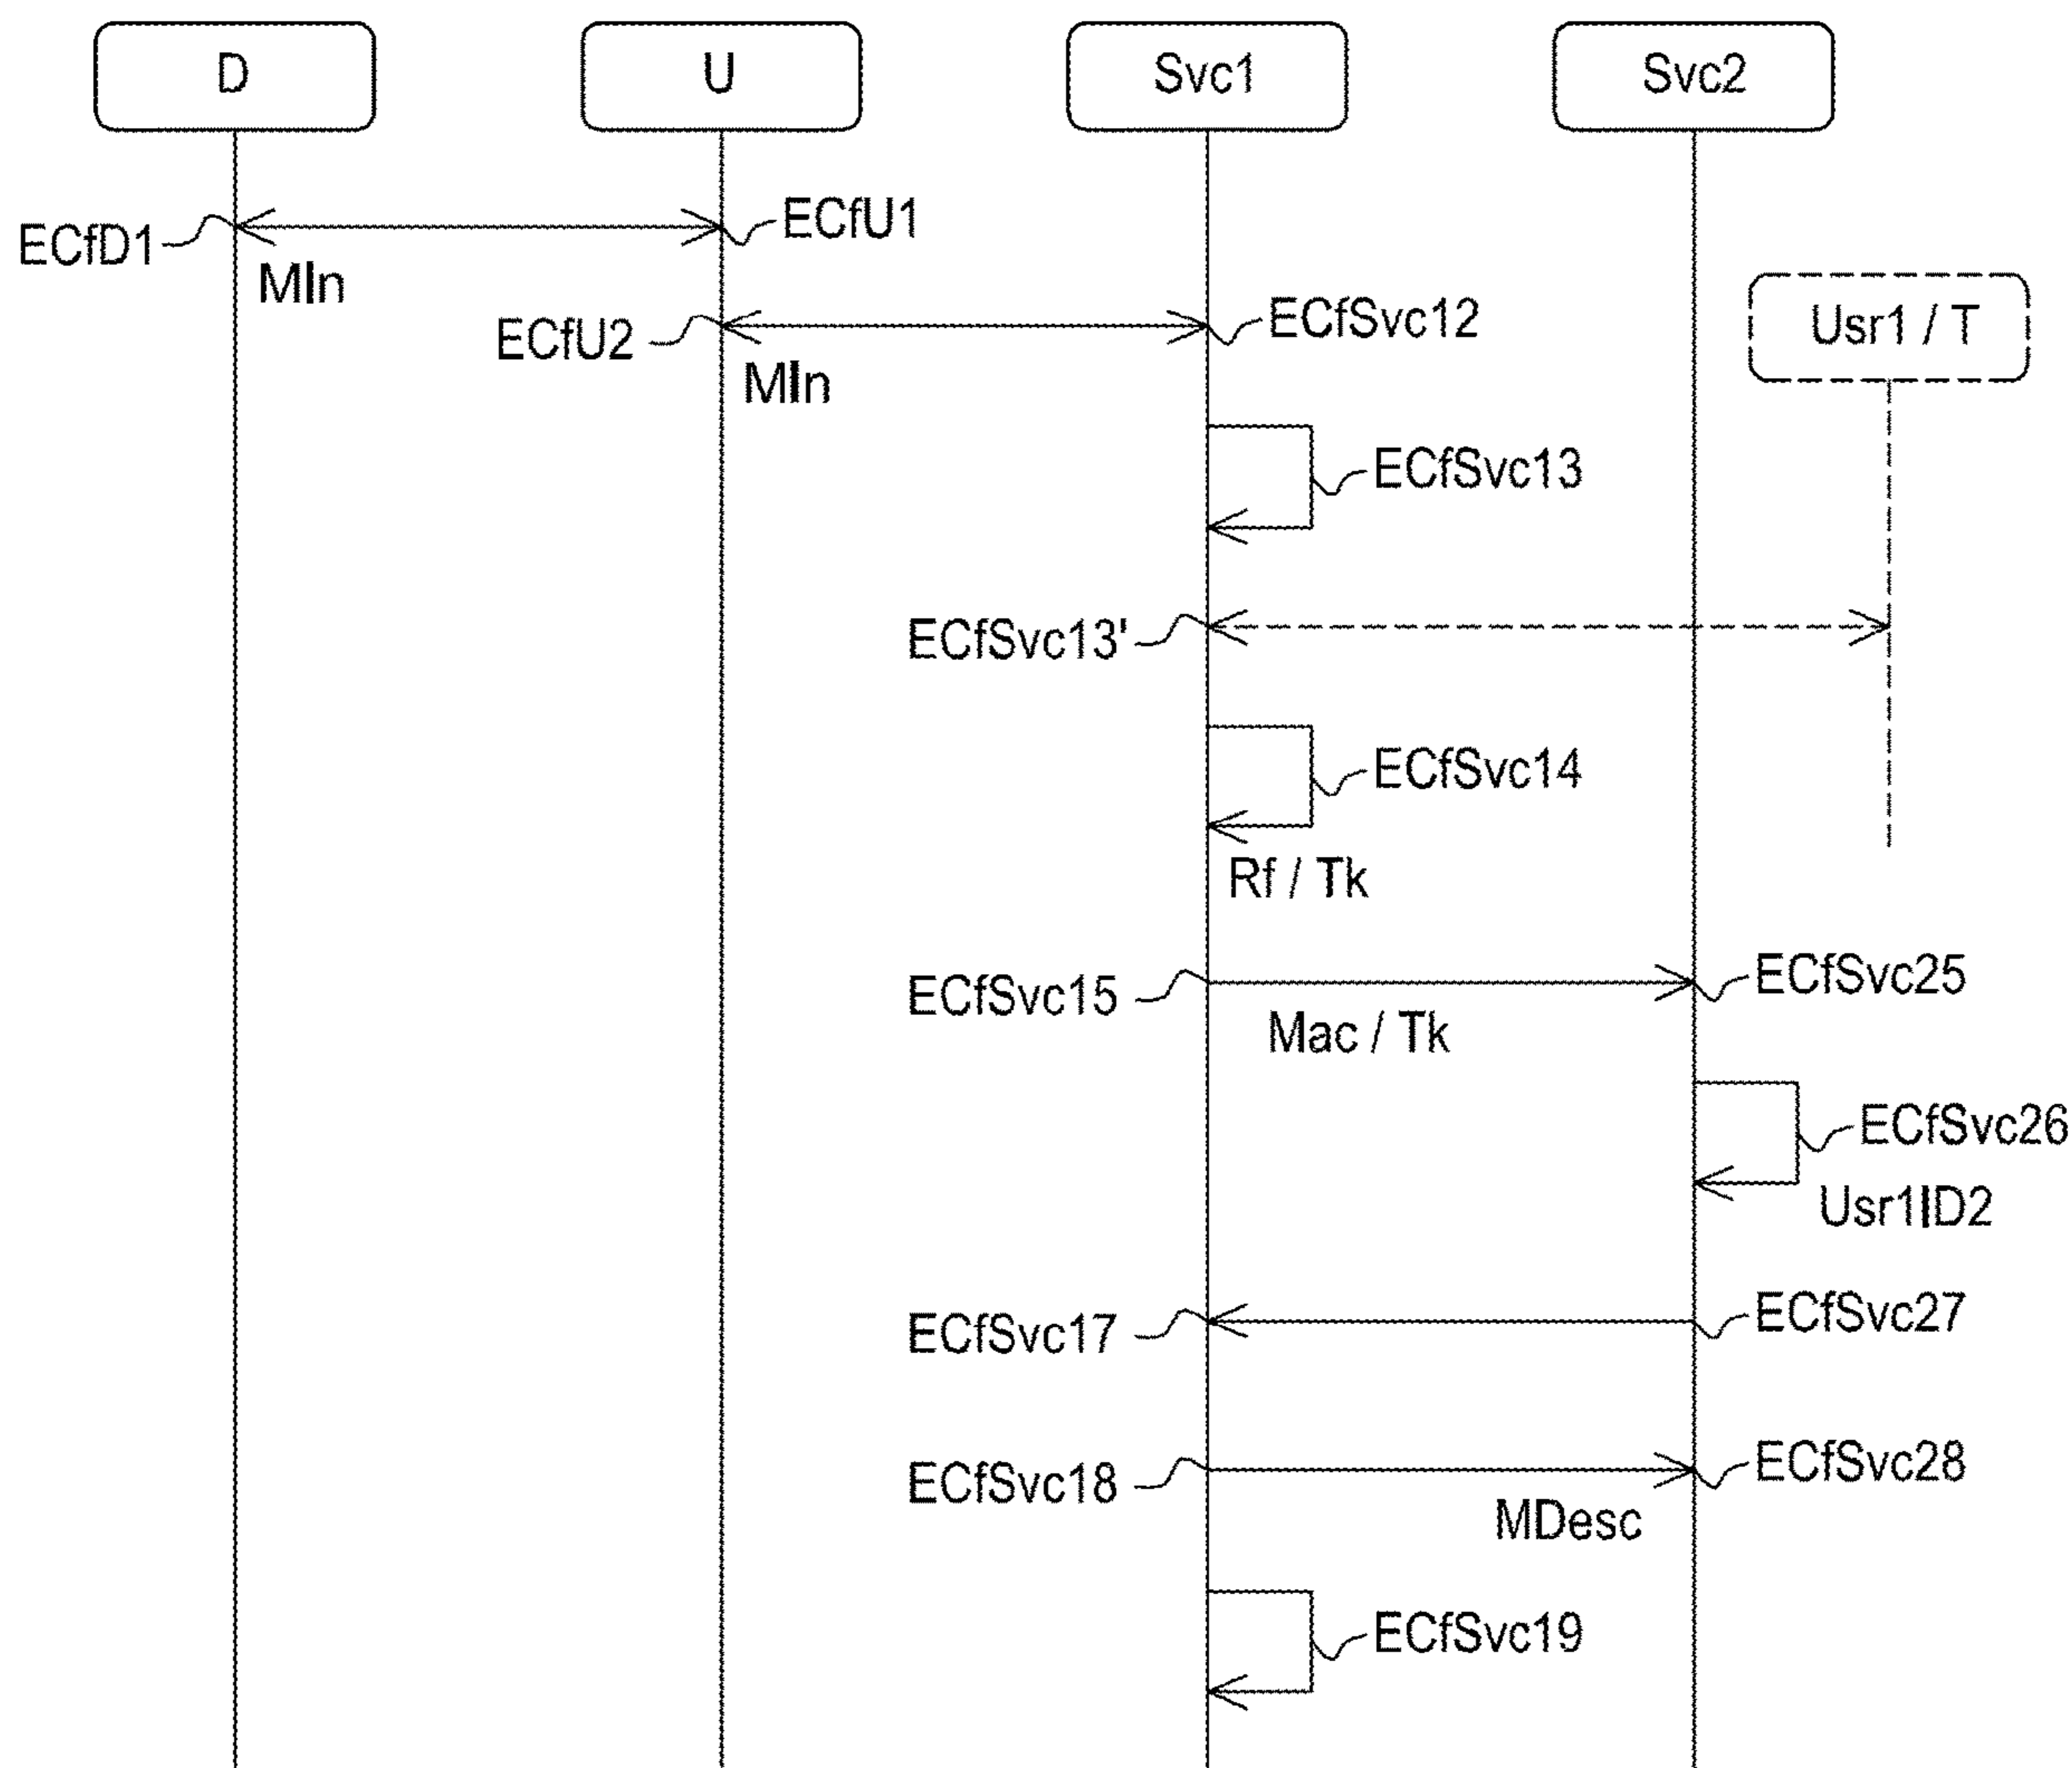 D
U
Svc1
Svc2
ECfD1
ECfU1
MIn
ECfU2
ECfSvc12
MIn
Usr1 / T
ECfSvc13
ECfSvc13'
ECfSvc14
Rf / Tk
ECfSvc15
ECfSvc25
Mac / Tk
ECfSvc26
Usr1ID2
ECfSvc17
ECfSvc27
ECfSvc18
ECfSvc28
MDesc
ECfSvc19